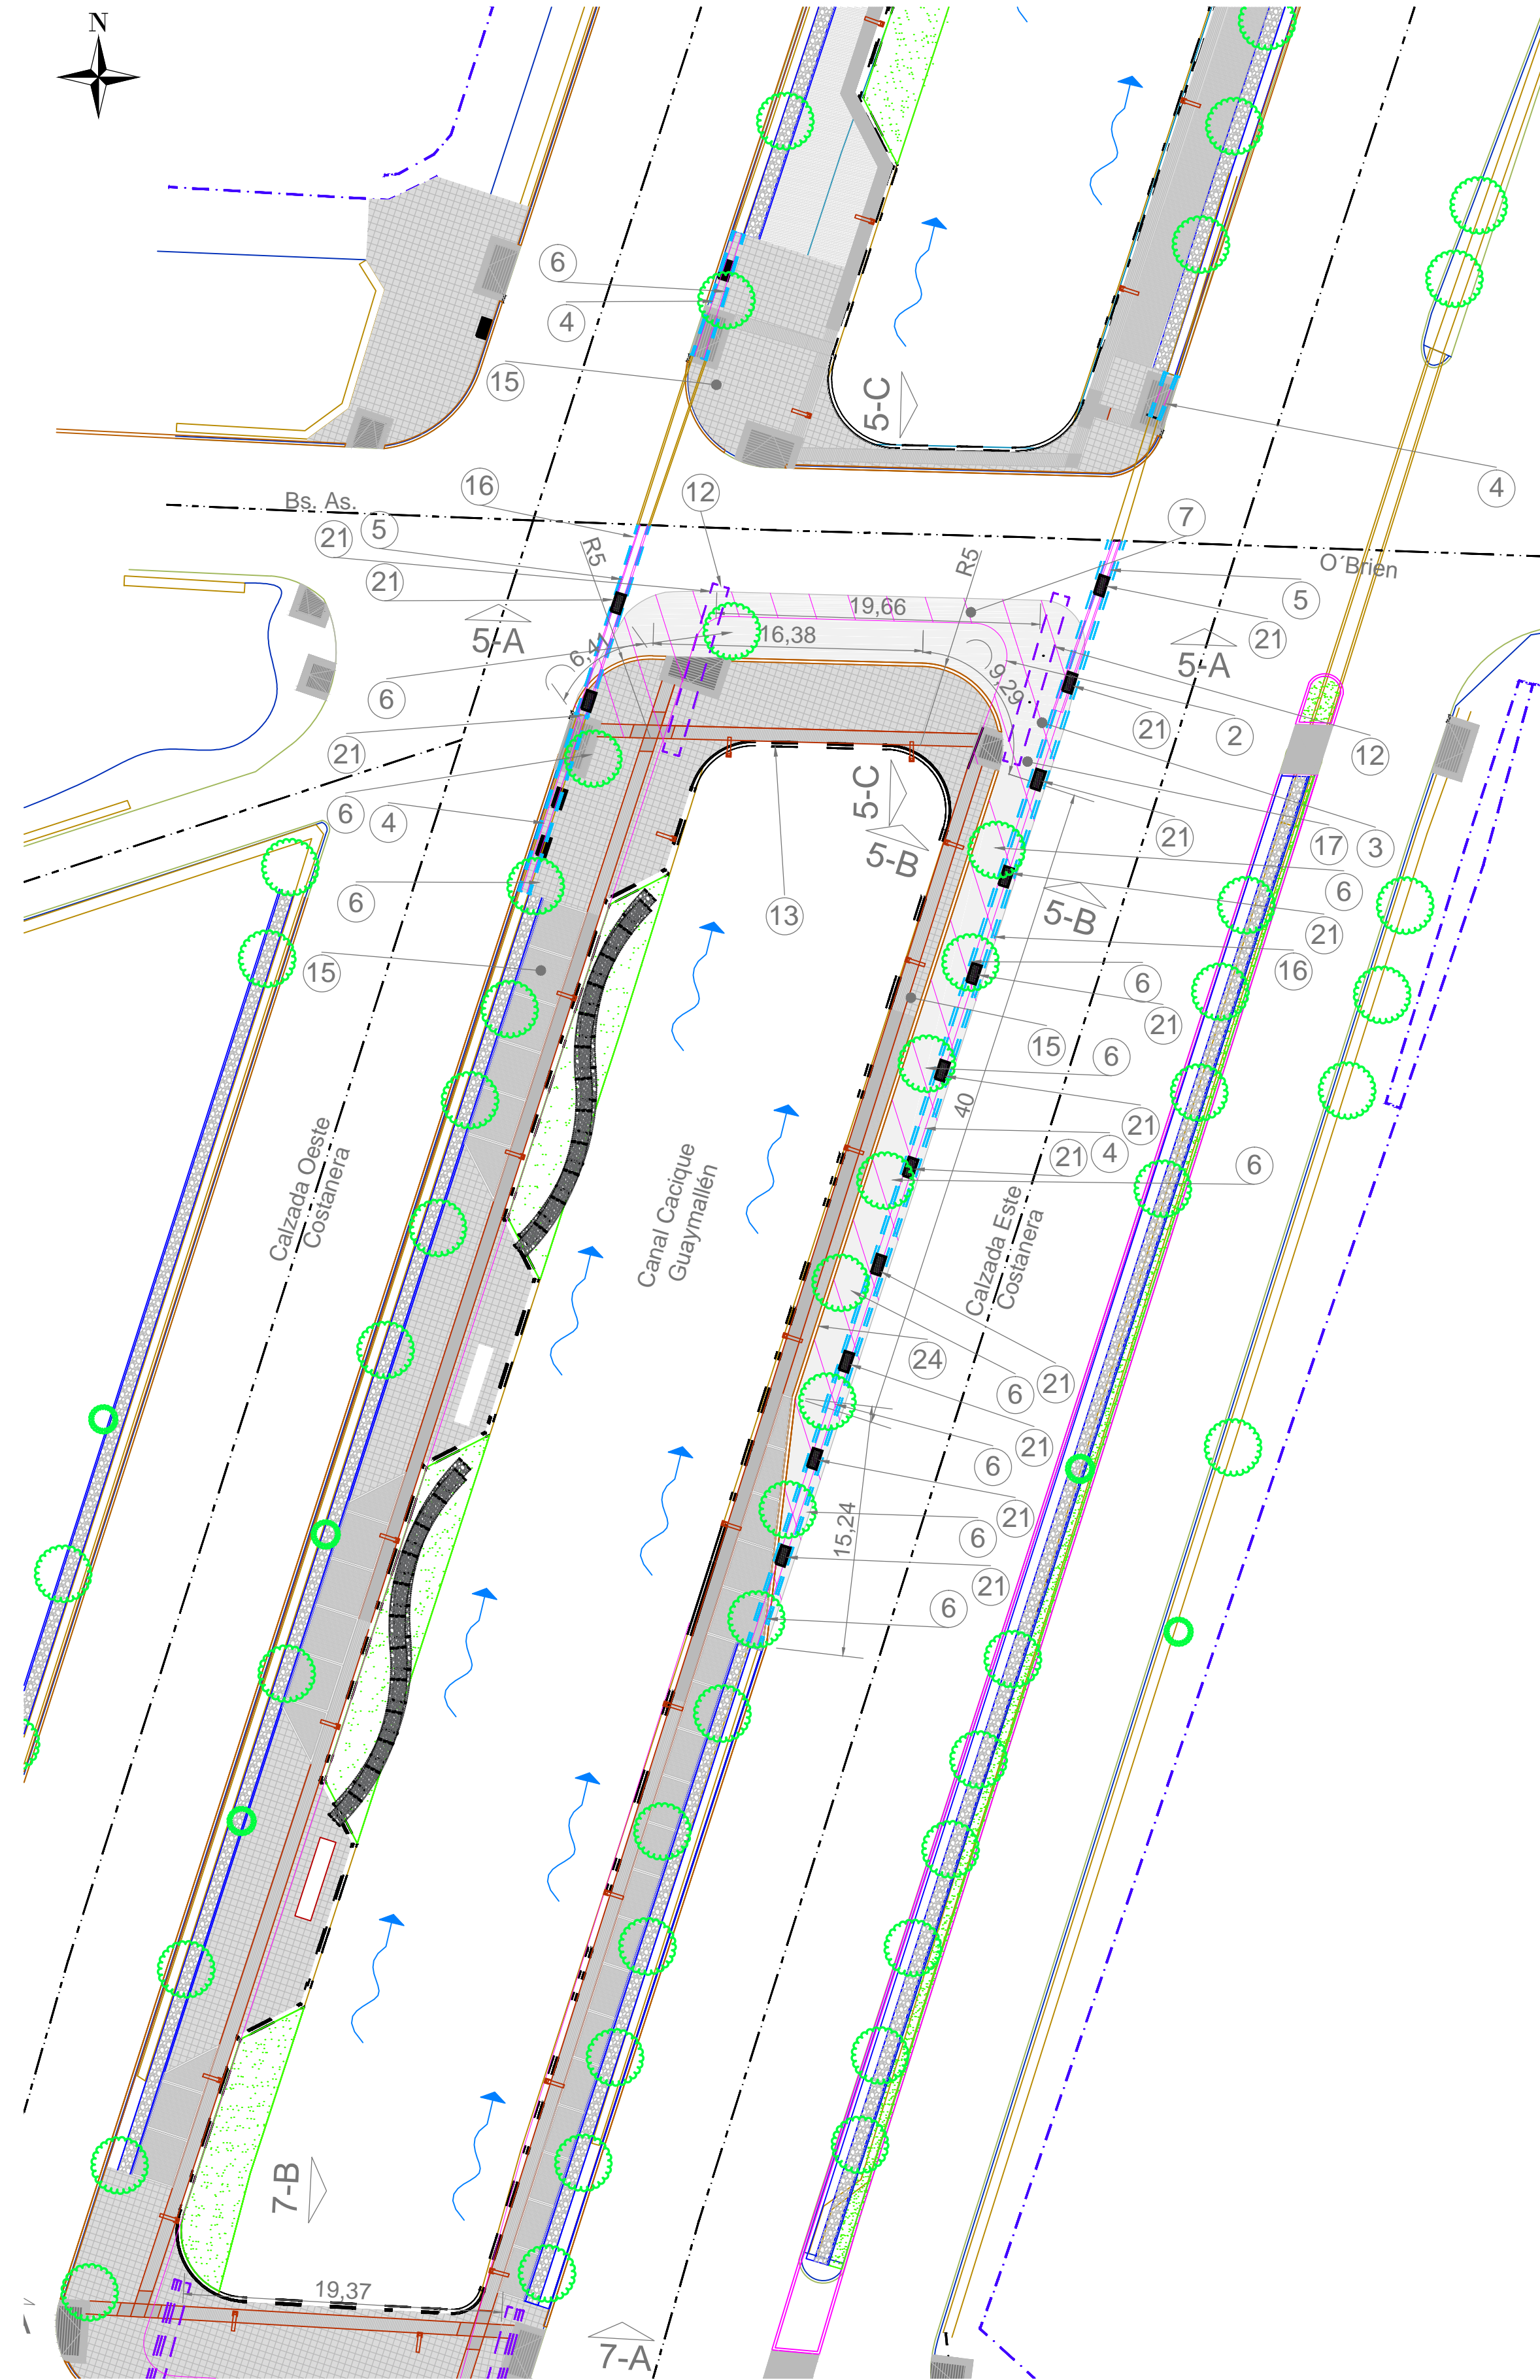 N
6
4
15
5-C
4
16
12
7
Bs. As.
21
5
R5
R5
O´Brien
21
5
19,66
5-A
21
5-A
16,38
6,47
9,29
6
21
2
12
21
5-C
6
4
21
17
3
5-B
6
6
13
5-B
21
15
16
6
21
15
6
40
21
21
4
6
Calzada Oeste
Costanera
Canal Cacique
Guaymallén
Calzada Este
Costanera
24
6
21
21
6
21
15,24
6
21
6
7-B
19,37
7-A